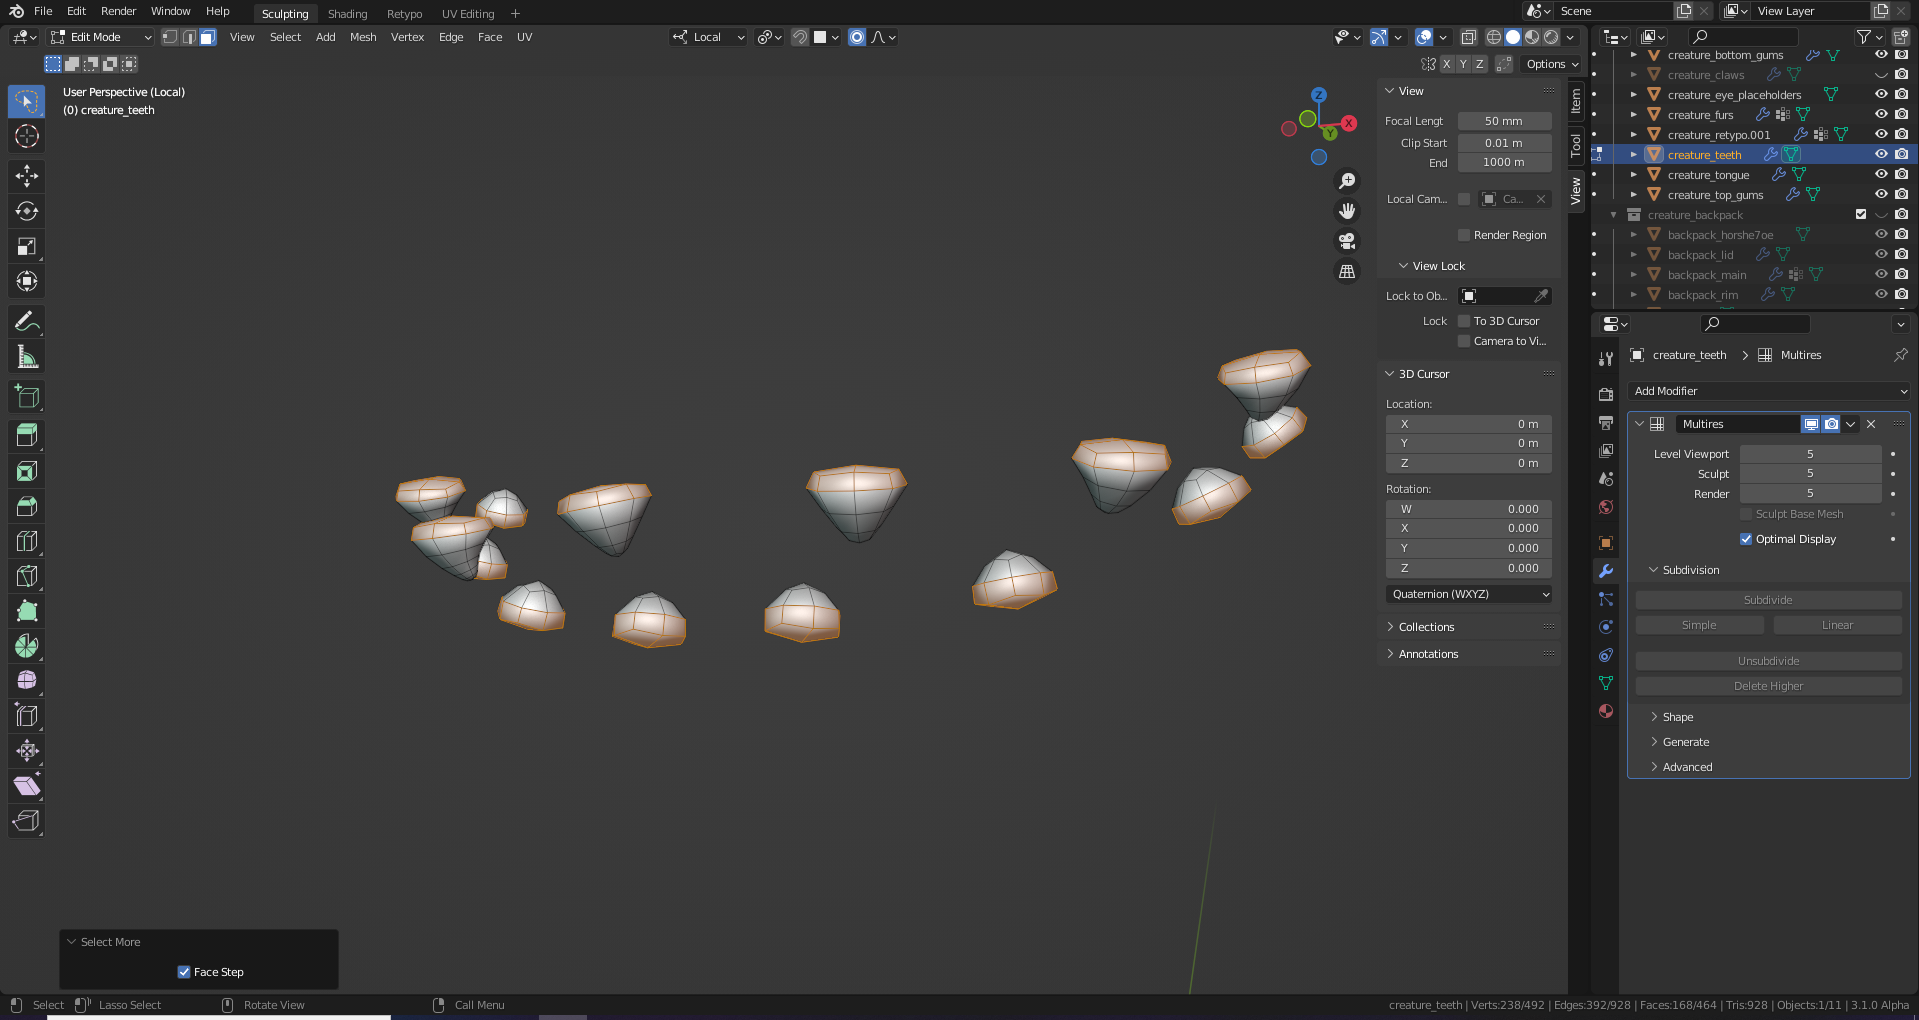 File Edit Render Window Help
Sculpting Shading Retypo UV Editing +
Scene
View Layer
Edit Mode
View Select Add Mesh Vertex Edge Face UV
Local
X Y Z
Options
User Perspective (Local)
(0) creature_teeth
Z
X
Y
View
Focal Lengt 50 mm
Clip Start 0.01 m
End 1000 m
Local Cam... Ca...
Render Region
View Lock
Lock to Ob...
Lock To 3D Cursor
Camera to Vi...
3D Cursor
Location:
X 0 m
Y 0 m
Z 0 m
Rotation:
W 0.000
X 0.000
Y 0.000
Z 0.000
Quaternion (WXYZ)
Collections
Annotations
Item
Tool
View
creature_bottom_gums
creature_claws
creature_eye_placeholders
creature_furs
creature_retypo.001
creature_teeth
creature_tongue
creature_top_gums
creature_backpack
backpack_horshe7oe
backpack_lid
backpack_main
backpack_rim
creature_teeth > Multires
Add Modifier
Multires
Level Viewport 5
Sculpt 5
Render 5
Sculpt Base Mesh
Optimal Display
Subdivision
Subdivide
Simple Linear
Unsubdivide
Delete Higher
Shape
Generate
Advanced
Select More
Face Step
Select Lasso Select Rotate View Call Menu
creature_teeth | Verts:238/492 | Edges:392/928 | Faces:168/464 | Tris:928 | Objects:1/11 | 3.1.0 Alpha